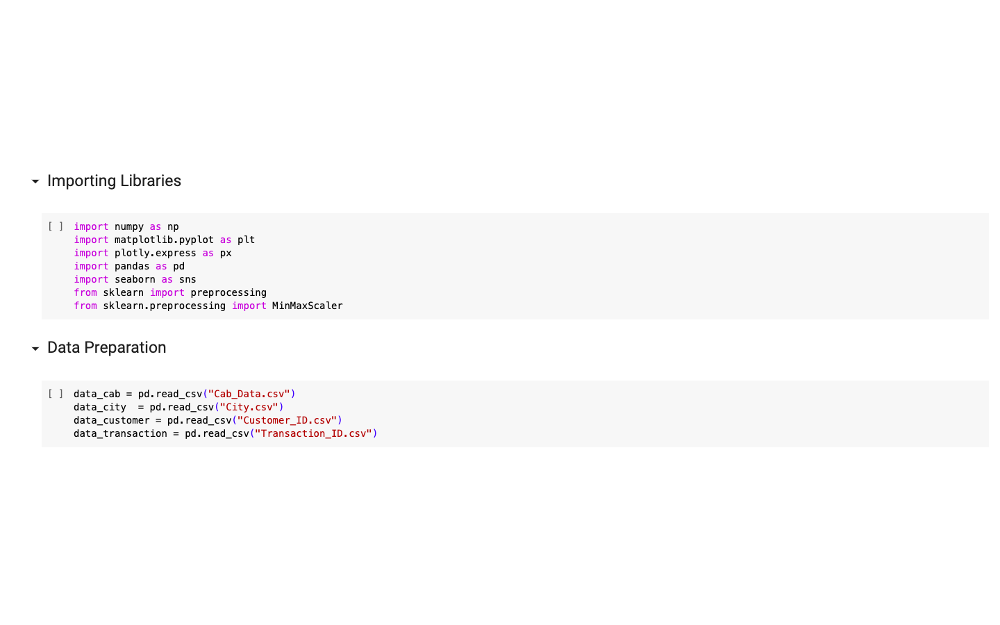 Importing Libraries
[ ] import numpy as np
import matplotlib.pyplot as plt
import plotly.express as px
import pandas as pd
import seaborn as sns
from sklearn import preprocessing
from sklearn.preprocessing import MinMaxScaler
Data Preparation
[ ] data_cab = pd.read_csv("Cab_Data.csv")
data_city  = pd.read_csv("City.csv")
data_customer = pd.read_csv("Customer_ID.csv")
data_transaction = pd.read_csv("Transaction_ID.csv")